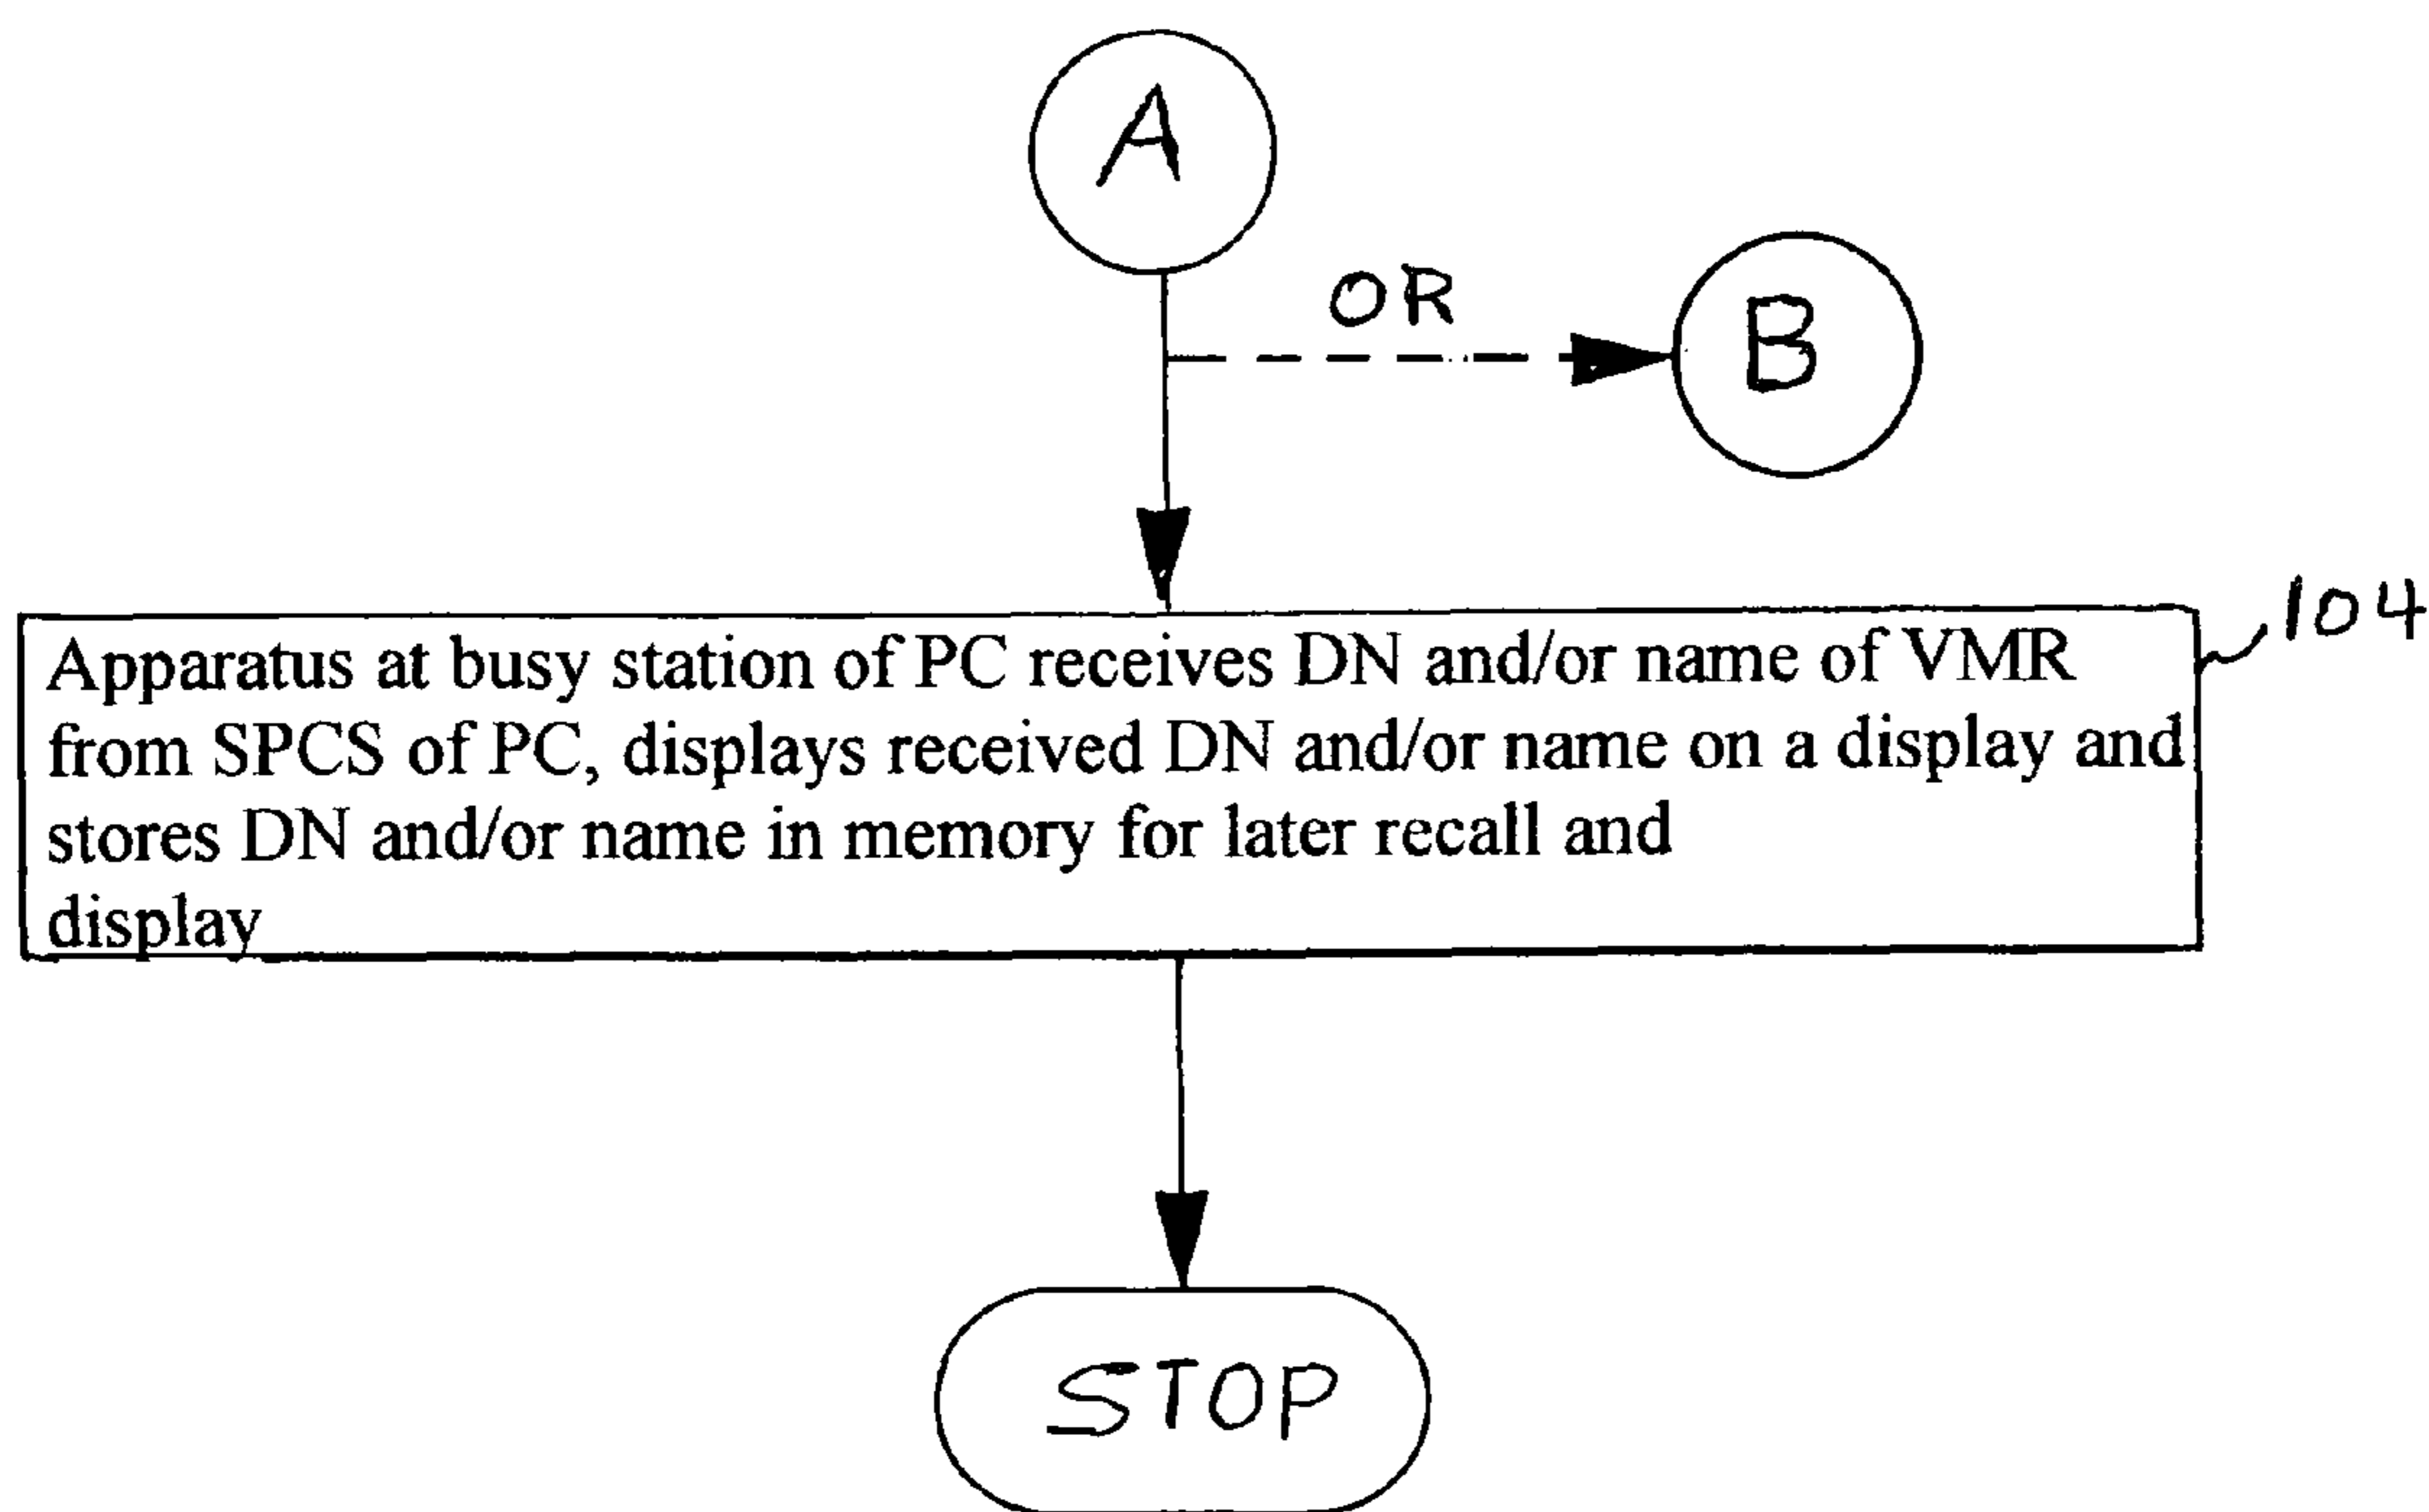 A
OR
B
104
Apparatus at busy station of PC receives DN and/or name of VMR
from SPCS of PC, displays received DN and/or name on a display and
stores DN and/or name in memory for later recall and
display
STOP